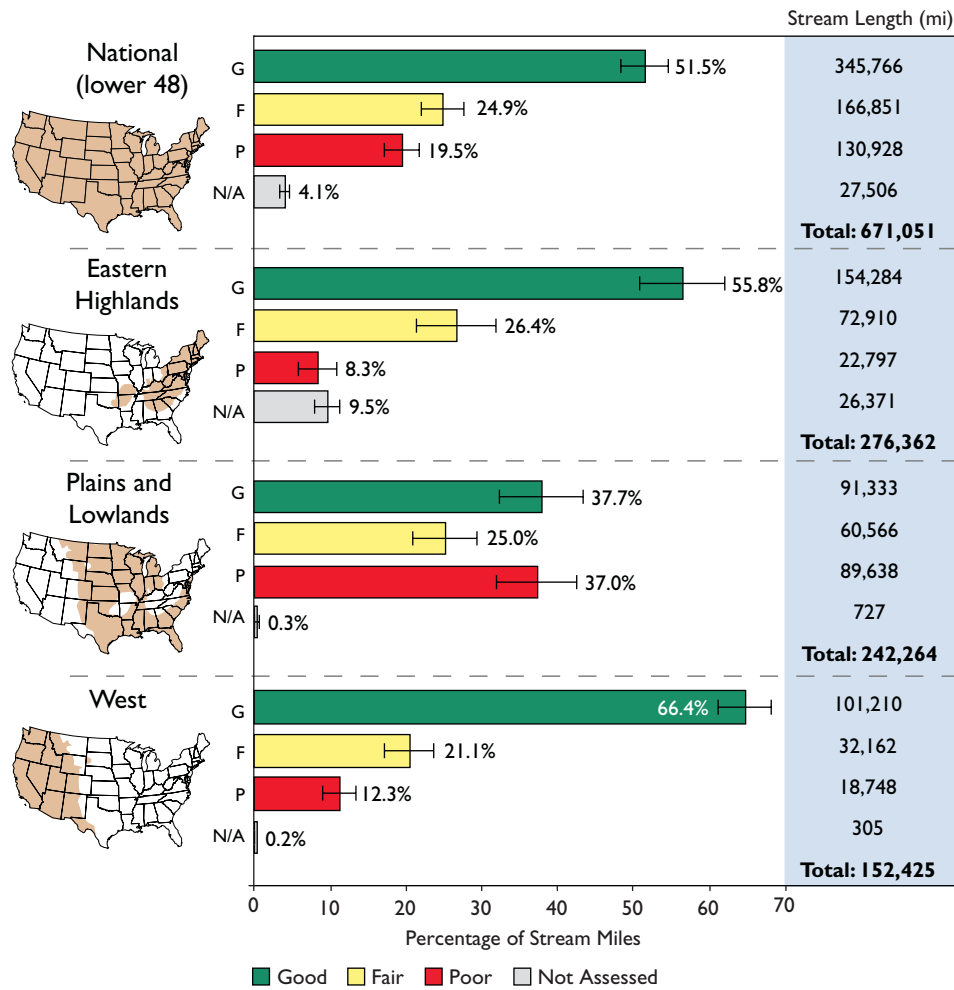 Stream Length (mi)
National
(lower 48)
G 51.5% 345,766
F 24.9% 166,851
P 19.5% 130,928
N/A 4.1% 27,506
Total: 671,051
Eastern
Highlands
G 55.8% 154,284
F 26.4% 72,910
P 8.3% 22,797
N/A 9.5% 26,371
Total: 276,362
Plains and
Lowlands
G 37.7% 91,333
F 25.0% 60,566
P 37.0% 89,638
N/A 0.3% 727
Total: 242,264
West
G 66.4% 101,210
F 21.1% 32,162
P 12.3% 18,748
N/A 0.2% 305
Total: 152,425
0 10 20 30 40 50 60 70
Percentage of Stream Miles
Good Fair Poor Not Assessed